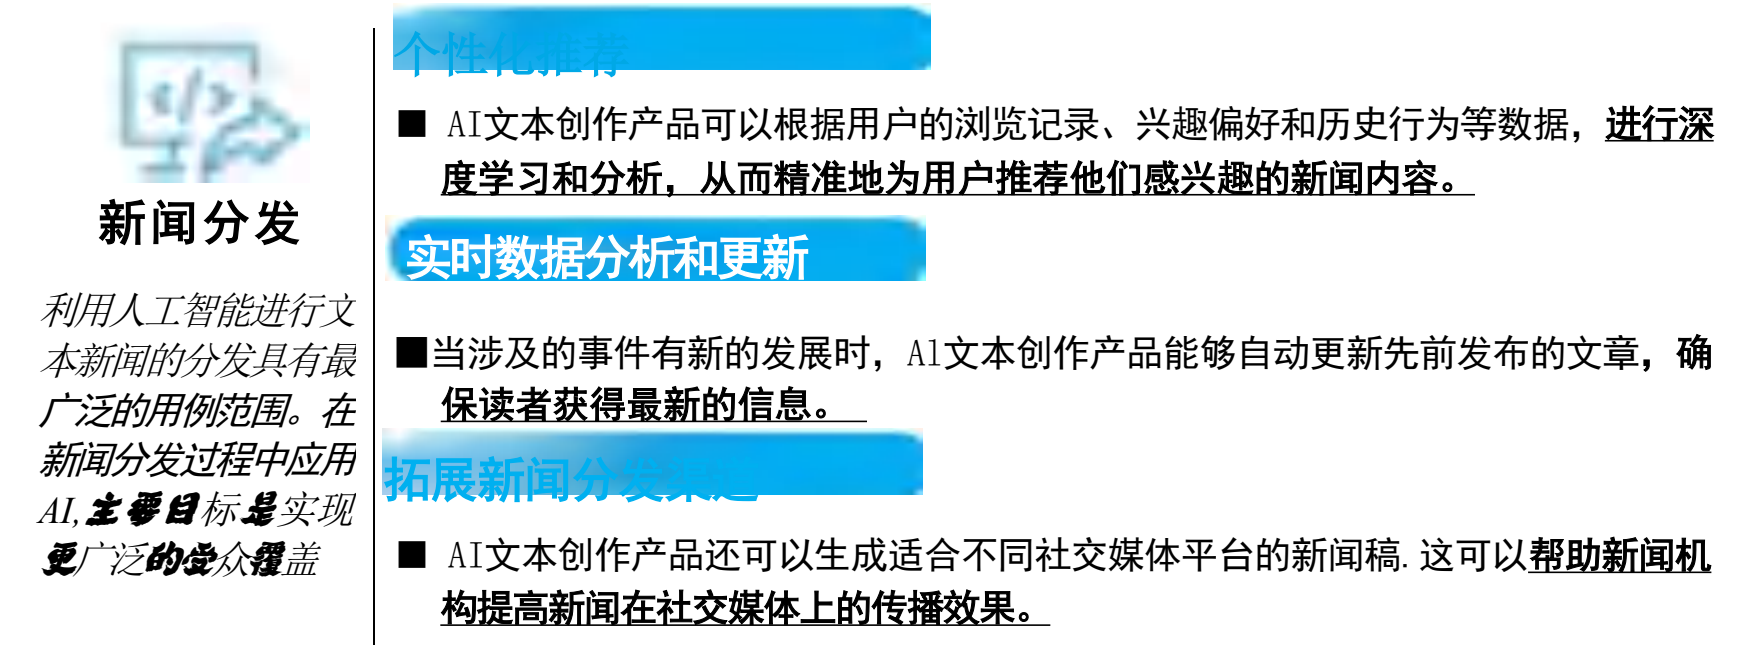 </>
新闻分发
利用人工智能进行文
本新闻的分发具有最
广泛的用例范围。在
新闻分发过程中应用
AI,主要目标是实现
更广泛的受众覆盖
个性化推荐
■ AI文本创作产品可以根据用户的浏览记录、兴趣偏好和历史行为等数据，进行深
度学习和分析，从而精准地为用户推荐他们感兴趣的新闻内容。
实时数据分析和更新
■当涉及的事件有新的发展时，Al文本创作产品能够自动更新先前发布的文章，确
保读者获得最新的信息。
拓展新闻分发渠道
■ AI文本创作产品还可以生成适合不同社交媒体平台的新闻稿.这可以帮助新闻机
构提高新闻在社交媒体上的传播效果。